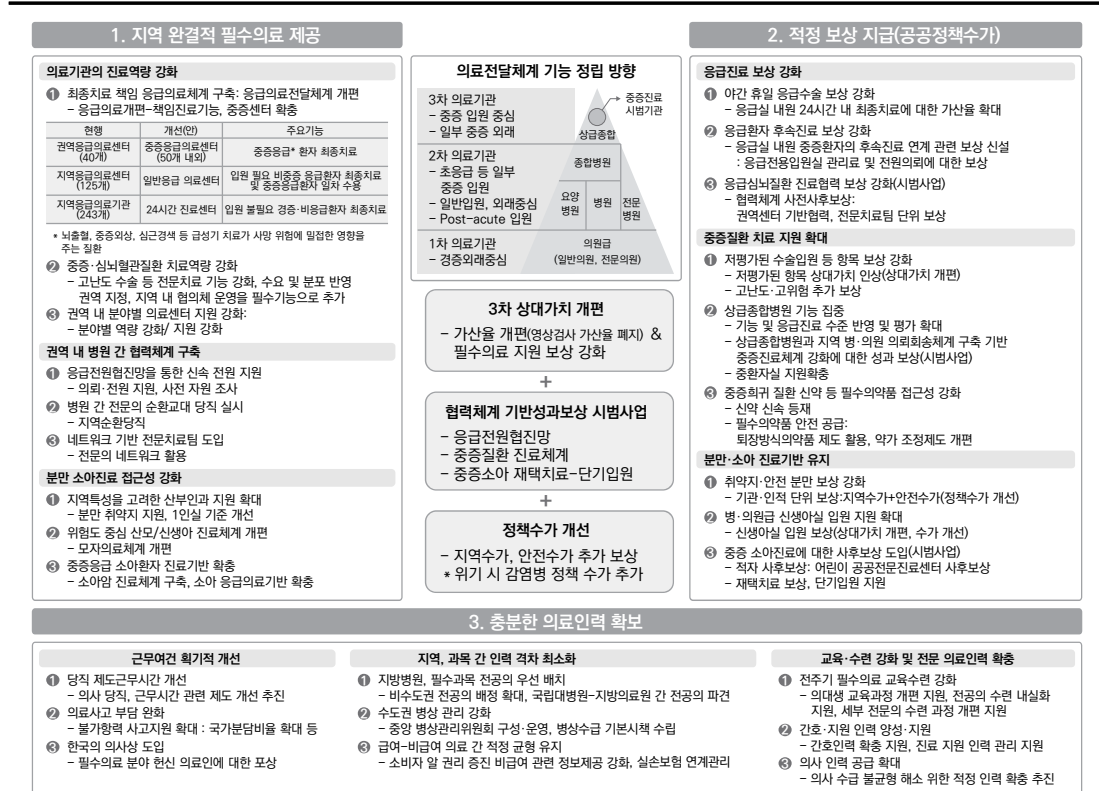 1. 지역 완결적 필수의료 제공
의료기관의 진료역량 강화
❶ 최종치료 책임 응급의료체계 구축: 응급의료전달체계 개편
- 응급의료개편-책임진료기능, 중증센터 확충
현행 개선(안) 주요기능
권역응급의료센터
(40개)
중증응급의료센터
(50개 내외)
중증응급* 환자 최종치료
지역응급의료센터
(125개)
일반응급 의료센터
입원 필요 비중증 응급환자 최종치료
및 중증응급환자 일차 수용
지역응급의료기관
(243개)
24시간 진료센터
입원 불필요 경증·비응급환자 최종치료
* 뇌출혈, 중증외상, 심근경색 등 급성기 치료가 사망 위험에 밀접한 영향을
주는 질환
❷ 중증·심뇌혈관질환 치료역량 강화
- 고난도 수술 등 전문치료 기능 강화, 수요 및 분포 반영
권역 지정, 지역 내 협의체 운영을 필수기능으로 추가
❸ 권역 내 분야별 의료센터 지원 강화:
- 분야별 역량 강화/ 지원 강화
권역 내 병원 간 협력체계 구축
❶ 응급전원협진망을 통한 신속 전원 지원
- 의뢰·전원 지원, 사전 자원 조사
❷ 병원 간 전문의 순환교대 당직 실시
- 지역순환당직
❸ 네트워크 기반 전문치료팀 도입
- 전문의 네트워크 활용
분만 소아진료 접근성 강화
❶ 지역특성을 고려한 산부인과 지원 확대
- 분만 취약지 지원, 1인실 기준 개선
❷ 위험도 중심 산모/신생아 진료체계 개편
- 모자의료체계 개편
❸ 중증응급 소아환자 진료기반 확충
- 소아암 진료체계 구축, 소아 응급의료기반 확충
의료전달체계 기능 정립 방향
3차 의료기관
- 중증 입원 중심
- 일부 중증 외래
2차 의료기관
- 초응급 등 일부
중증 입원
- 일반입원, 외래중심
- Post-acute 입원
1차 의료기관
- 경증외래중심
중증진료
시범기관
상급종합
종합병원
요양
병원
병원
전문
병원
의원급
(일반의원, 전문의원)
3차 상대가치 개편
- 가산율 개편(영상검사 가산율 폐지) &
필수의료 지원 보상 강화
+
협력체계 기반성과보상 시범사업
- 응급전원협진망
- 중증질환 진료체계
- 중증소아 재택치료-단기입원
+
정책수가 개선
- 지역수가, 안전수가 추가 보상
* 위기 시 감염병 정책 수가 추가
2. 적정 보상 지급(공공정책수가)
응급진료 보상 강화
❶ 야간 휴일 응급수술 보상 강화
- 응급실 내원 24시간 내 최종치료에 대한 가산율 확대
❷ 응급환자 후속진료 보상 강화
- 응급실 내원 중증환자의 후속진료 연계 관련 보상 신설
: 응급전용입원실 관리료 및 전원의뢰에 대한 보상
❸ 응급심뇌질환 진료협력 보상 강화(시범사업)
- 협력체계 사전사후보상:
권역센터 기반협력, 전문치료팀 단위 보상
중증질환 치료 지원 확대
❶ 저평가된 수술입원 등 항목 보상 강화
- 저평가된 항목 상대가치 인상(상대가치 개편)
- 고난도·고위험 추가 보상
❷ 상급종합병원 기능 집중
- 기능 및 응급진료 수준 반영 및 평가 확대
- 상급종합병원과 지역 병·의원 의뢰회송체계 구축 기반
중증진료체계 강화에 대한 성과 보상(시범사업)
- 중환자실 지원확충
❸ 중증희귀 질환 신약 등 필수의약품 접근성 강화
- 신약 신속 등재
- 필수의약품 안전 공급:
퇴장방식의약품 제도 활용, 약가 조정제도 개편
분만·소아 진료기반 유지
❶ 취약지·안전 분만 보상 강화
- 기관·인적 단위 보상:지역수가+안전수가(정책수가 개선)
❷ 병·의원급 신생아실 입원 지원 확대
- 신생아실 입원 보상(상대가치 개편, 수가 개선)
❸ 중증 소아진료에 대한 사후보상 도입(시범사업)
- 적자 사후보상: 어린이 공공전문진료센터 사후보상
- 재택치료 보상, 단기입원 지원
3. 충분한 의료인력 확보
근무여건 획기적 개선
❶ 당직 제도근무시간 개선
- 의사 당직, 근무시간 관련 제도 개선 추진
❷ 의료사고 부담 완화
- 불가항력 사고지원 확대 : 국가분담비율 확대 등
❸ 한국의 의사상 도입
- 필수의료 분야 헌신 의료인에 대한 포상
지역, 과목 간 인력 격차 최소화
❶ 지방병원, 필수과목 전공의 우선 배치
- 비수도권 전공의 배정 확대, 국립대병원-지방의료원 간 전공의 파견
❷ 수도권 병상 관리 강화
- 중앙 병상관리위원회 구성·운영, 병상수급 기본시책 수립
❸ 급여-비급여 의료 간 적정 균형 유지
- 소비자 알 권리 증진 비급여 관련 정보제공 강화, 실손보험 연계관리
교육·수련 강화 및 전문 의료인력 확충
❶ 전주기 필수의료 교육수련 강화
- 의대생 교육과정 개편 지원, 전공의 수련 내실화
지원, 세부 전문의 수련 과정 개편 지원
❷ 간호·지원 인력 양성·지원
- 간호인력 확충 지원, 진료 지원 인력 관리 지원
❸ 의사 인력 공급 확대
- 의사 수급 불균형 해소 위한 적정 인력 확충 추진